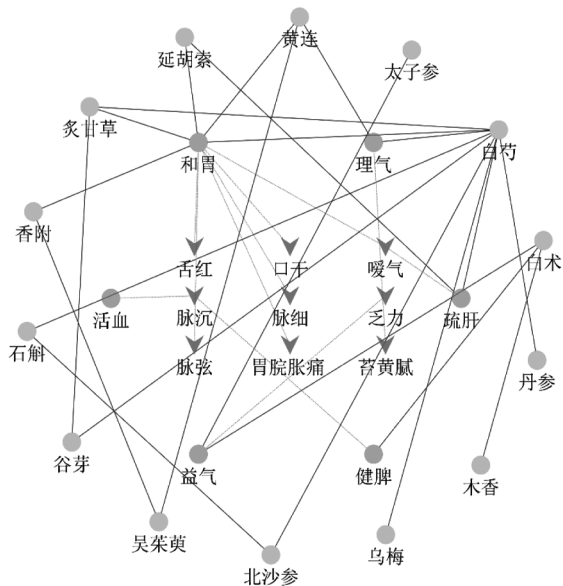 黄连
延胡索
太子参
炙甘草
白芍
和胃
理气
香附
白术
舌红
口干
嗳气
活血
脉沉
脉细
乏力
疏肝
石斛
脉弦
胃脘胀痛
苔黄腻
丹参
谷芽
益气
健脾
木香
吴茱萸
乌梅
北沙参